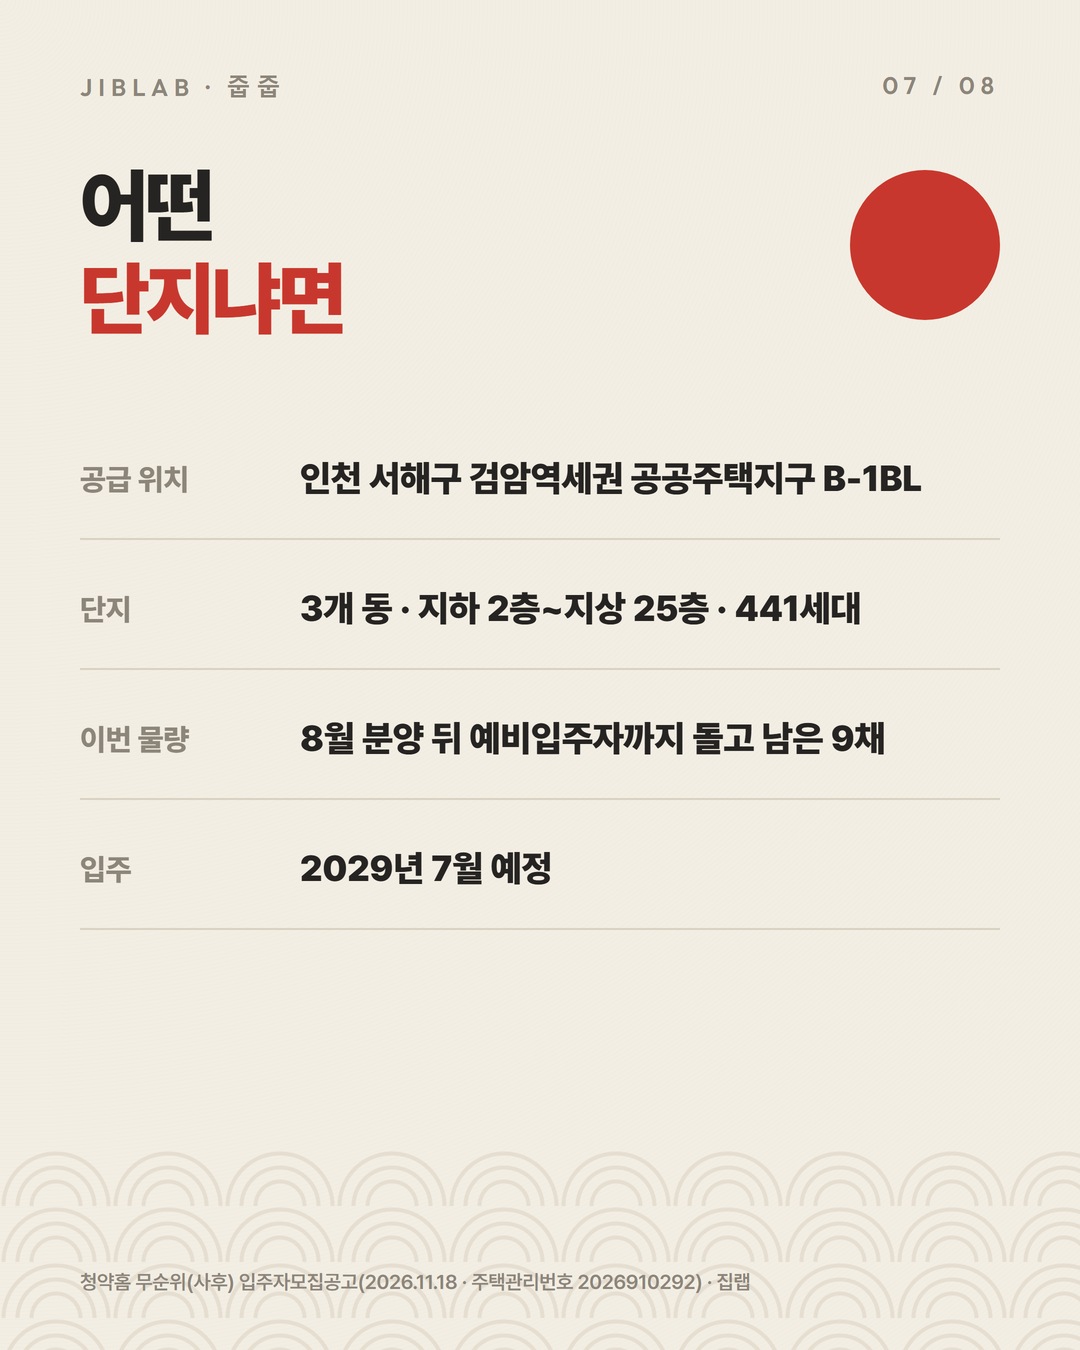 JIBLAB · 줍줍
07 / 08
어떤
단지냐면
공급 위치
인천 서해구 검암역세권 공공주택지구 B-1BL
단지
3개 동 · 지하 2층~지상 25층 · 441세대
이번 물량
8월 분양 뒤 예비입주자까지 돌고 남은 9채
입주
2029년 7월 예정
청약홈 무순위(사후) 입주자모집공고(2026.11.18 · 주택관리번호 2026910292) · 집랩